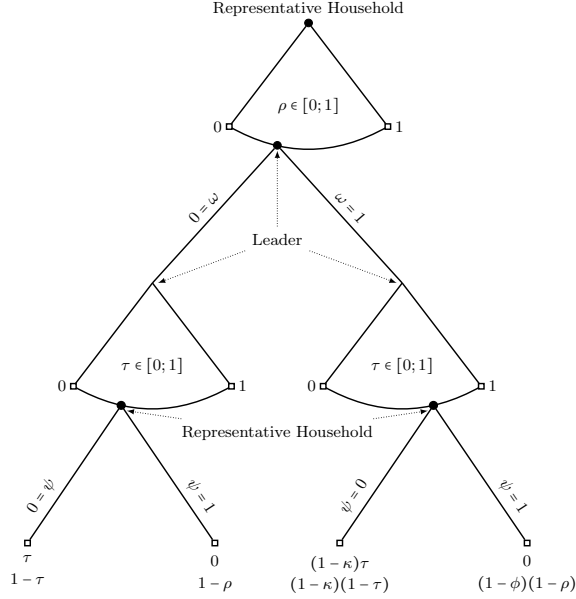 Representative Household
ρ ∈ [0; 1]
0
1
0 = ω
ω = 1
Leader
τ ∈ [0; 1]
τ ∈ [0; 1]
0
1
0
1
Representative Household
0 = ψ
ψ = 1
ψ = 0
ψ = 1
τ
1 − τ
0
1 − ρ
(1 − κ)τ
(1 − κ)(1 − τ)
0
(1 − ϕ)(1 − ρ)